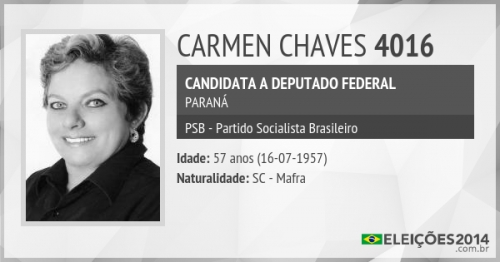 CARMEN CHAVES 4016
CANDIDATA A DEPUTADO FEDERAL
PARANÁ
PSB - Partido Socialista Brasileiro
Idade: 57 anos (16-07-1957)
Naturalidade: SC - Mafra
ELEIÇÕES2014
.com.br